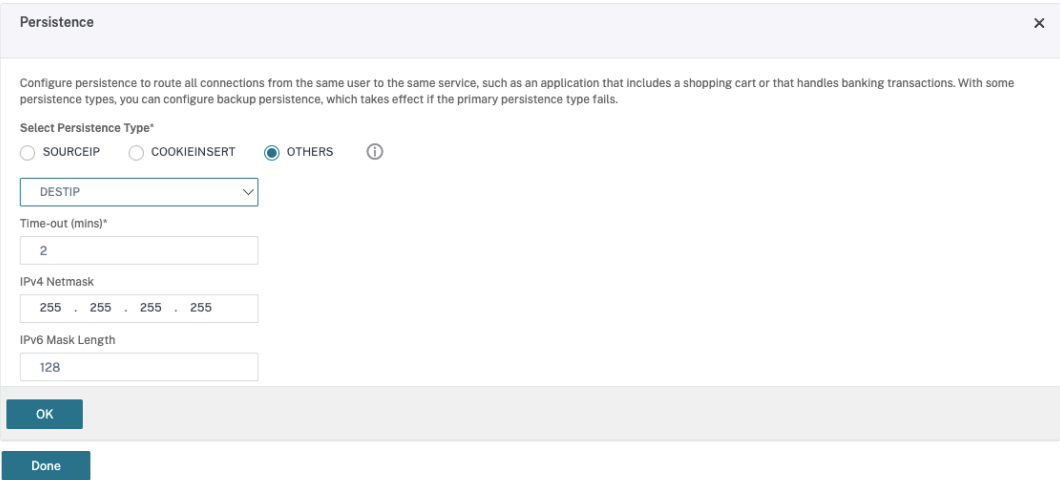 Persistence
Configure persistence to route all connections from the same user to the same service, such as an application that includes a shopping cart or that handles banking transactions. With some
persistence types, you can configure backup persistence, which takes effect if the primary persistence type fails.
Select Persistence Type*
SOURCEIP COOKIEINSERT OTHERS
DESTIP
Time-out (mins)*
2
IPv4 Netmask
255 . 255 . 255 . 255
IPv6 Mask Length
128
OK
Done